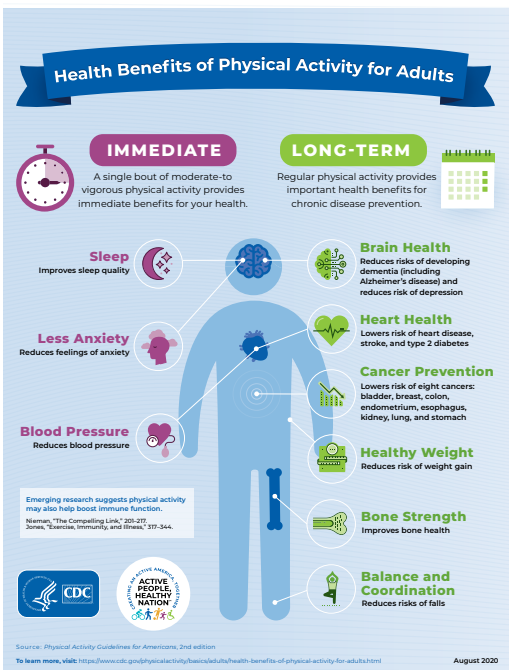 Health Benefits of Physical Activity for Adults
IMMEDIATE
A single bout of moderate-to
vigorous physical activity provides
immediate benefits for your health.
LONG-TERM
Regular physical activity provides
important health benefits for
chronic disease prevention.
Sleep
Improves sleep quality
Less Anxiety
Reduces feelings of anxiety
Blood Pressure
Reduces blood pressure
Brain Health
Reduces risks of developing
dementia (including
Alzheimer's disease) and
reduces risk of depression
Heart Health
Lowers risk of heart disease,
stroke, and type 2 diabetes
Cancer Prevention
Lowers risk of eight cancers:
bladder, breast, colon,
endometrium, esophagus,
kidney, lung, and stomach
Healthy Weight
Reduces risk of weight gain
Bone Strength
Improves bone health
Balance and
Coordination
Reduces risks of falls
Emerging research suggests physical activity
may also help boost immune function.
Nieman, "The Compelling Link," 201-217.
Jones, "Exercise, Immunity, and Illness," 317-344.
CDC
CREATING AN ACTIVE AMERICA, TOGETHER
ACTIVE
PEOPLE,
HEALTHY
NATION
Source: Physical Activity Guidelines for Americans, 2nd edition
To learn more, visit: https://www.cdc.gov/physicalactivity/basics/adults/health-benefits-of-physical-activity-for-adults.html
August 2020